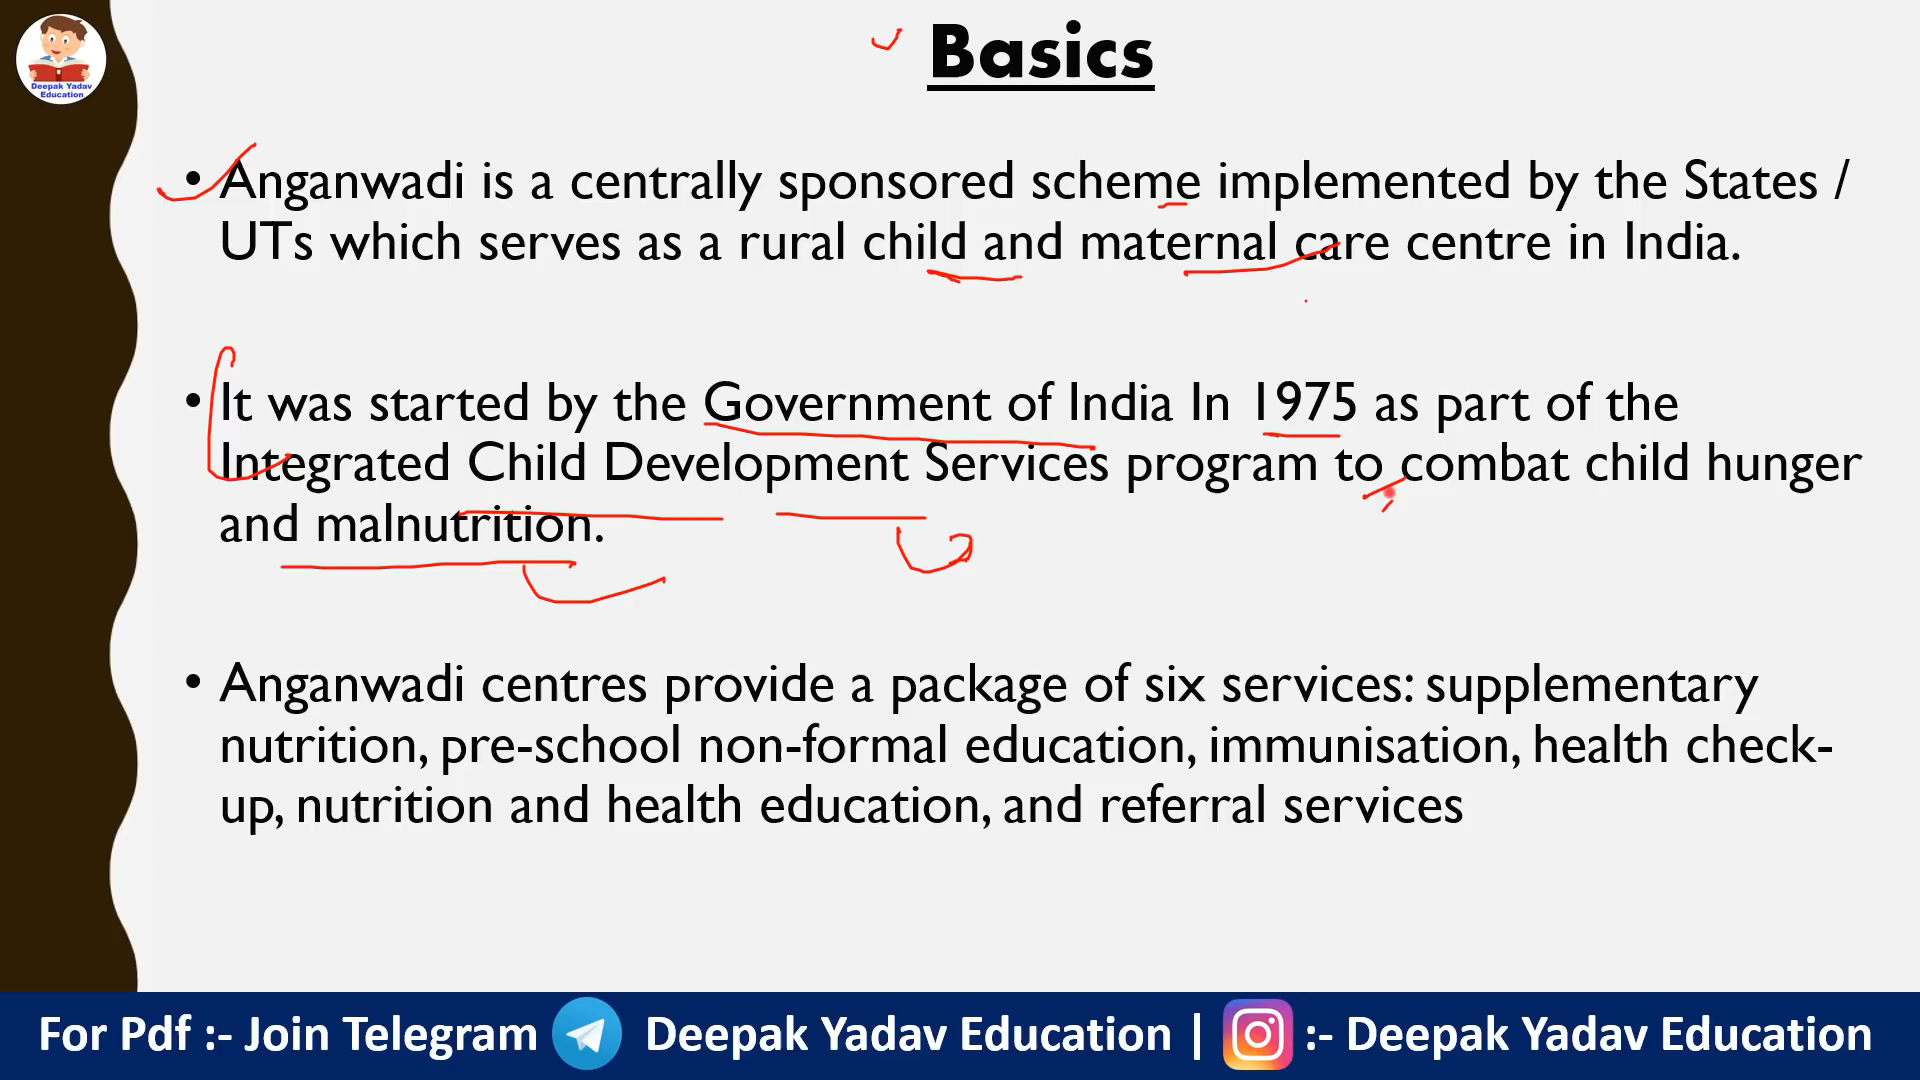 Deepak Yadav
Education
Basics
• Anganwadi is a centrally sponsored scheme implemented by the States /
UTs which serves as a rural child and maternal care centre in India.
• It was started by the Government of India In 1975 as part of the
Integrated Child Development Services program to combat child hunger
and malnutrition.
• Anganwadi centres provide a package of six services: supplementary
nutrition, pre-school non-formal education, immunisation, health check-
up, nutrition and health education, and referral services
For Pdf :- Join Telegram Deepak Yadav Education | :- Deepak Yadav Education